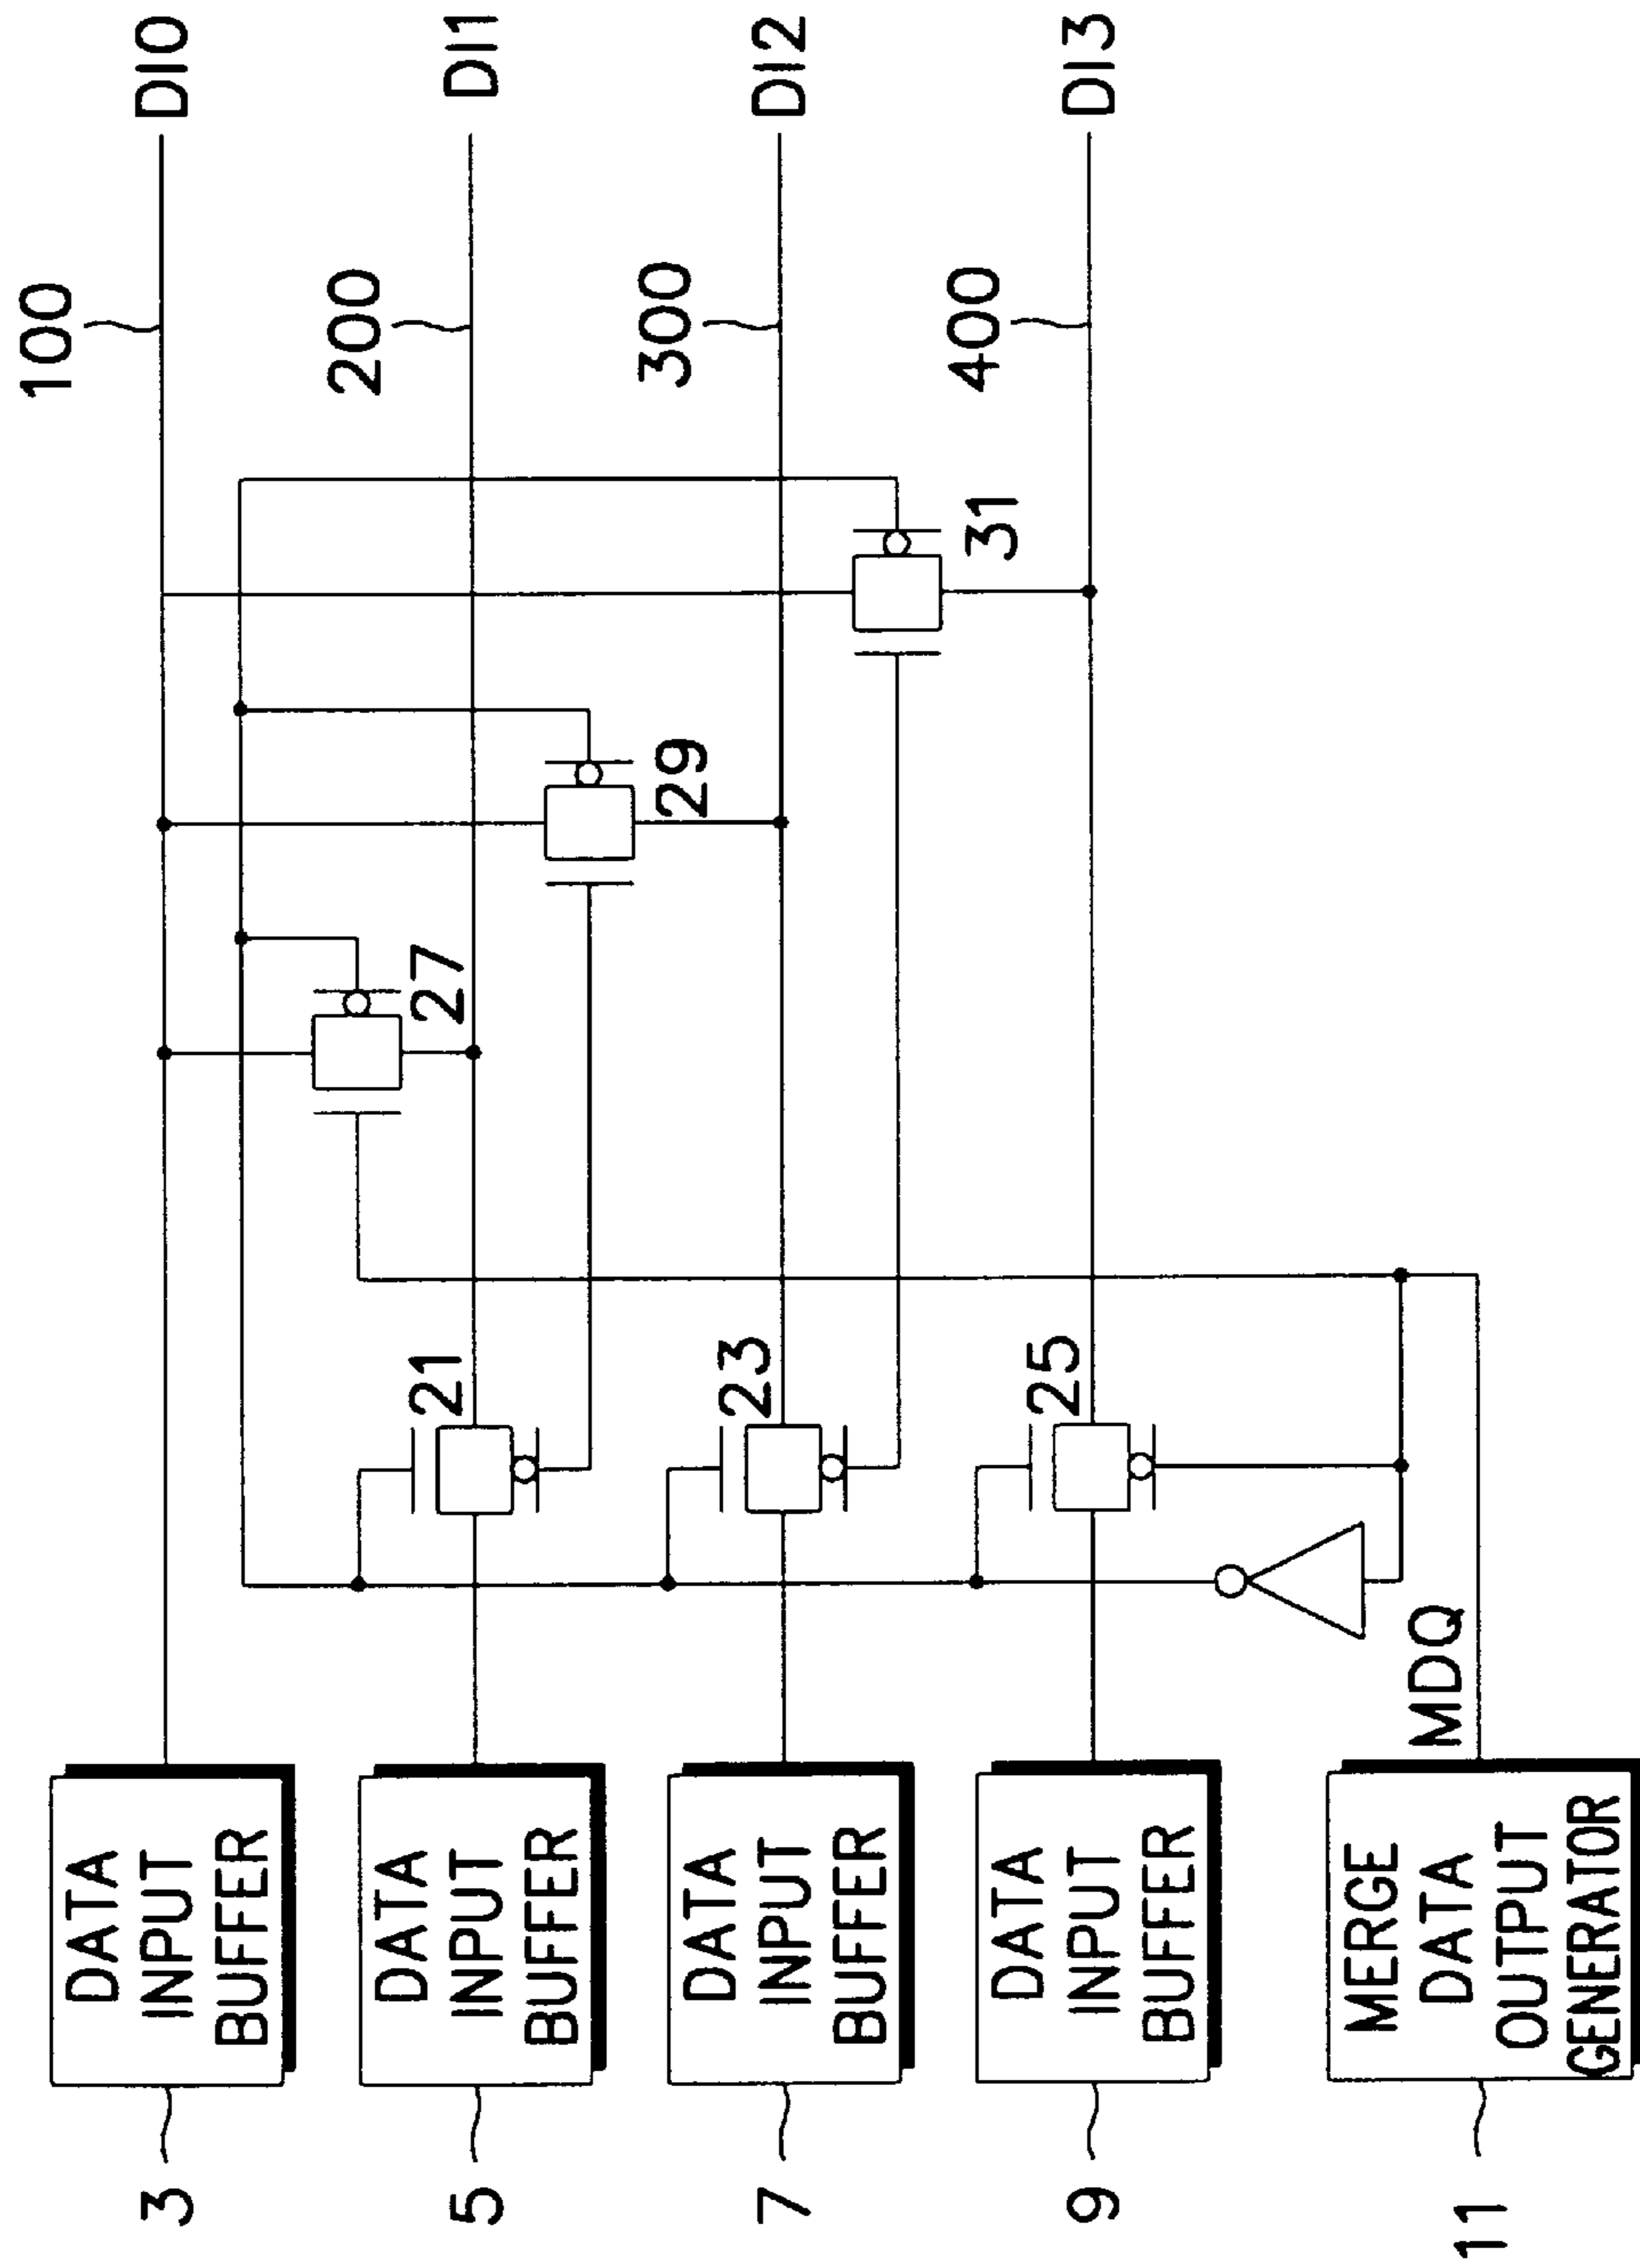 100
DI0
200
DI1
300
DI2
400
DI3
27
29
31
21
23
25
3
DATA
INPUT
BUFFER
5
DATA
INPUT
BUFFER
7
DATA
INPUT
BUFFER
9
DATA
INPUT
BUFFER
11
MERGE
DATA
OUTPUT
GENERATOR
MDQ